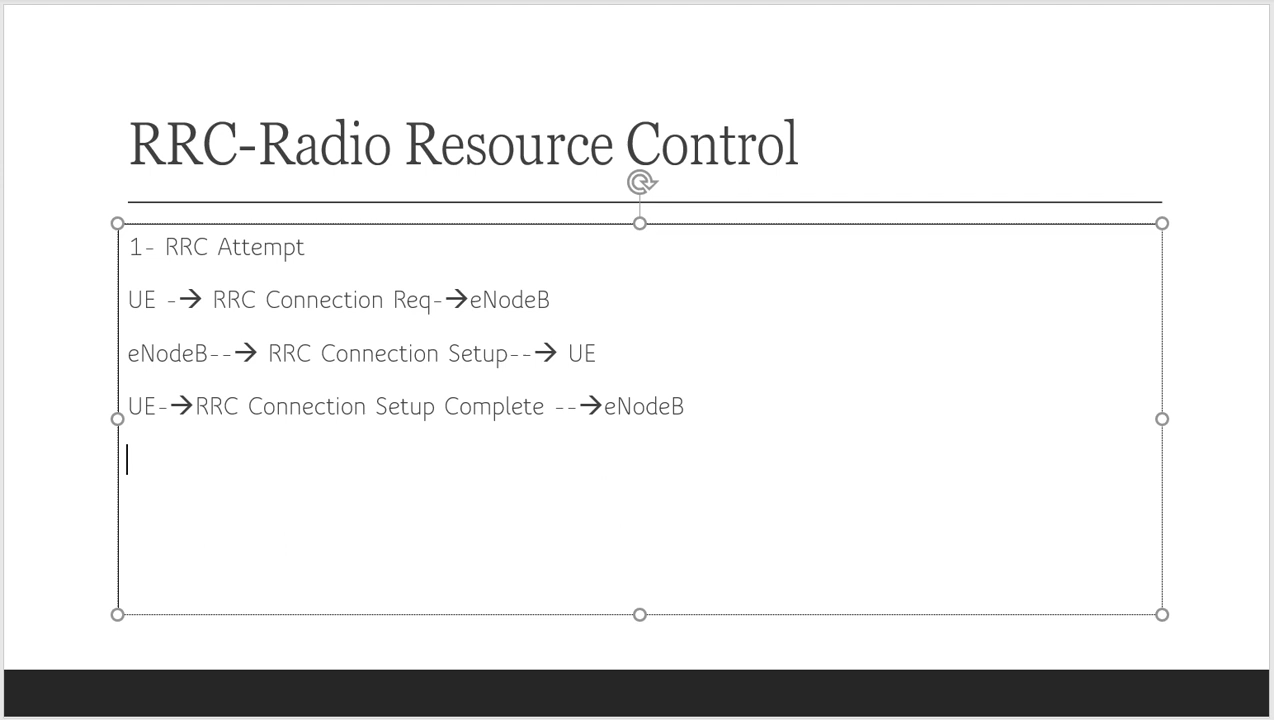 RRC-Radio Resource Control
1- RRC Attempt
UE -→ RRC Connection Req-→eNodeB
eNodeB--→ RRC Connection Setup--→ UE
UE-→RRC Connection Setup Complete --→eNodeB